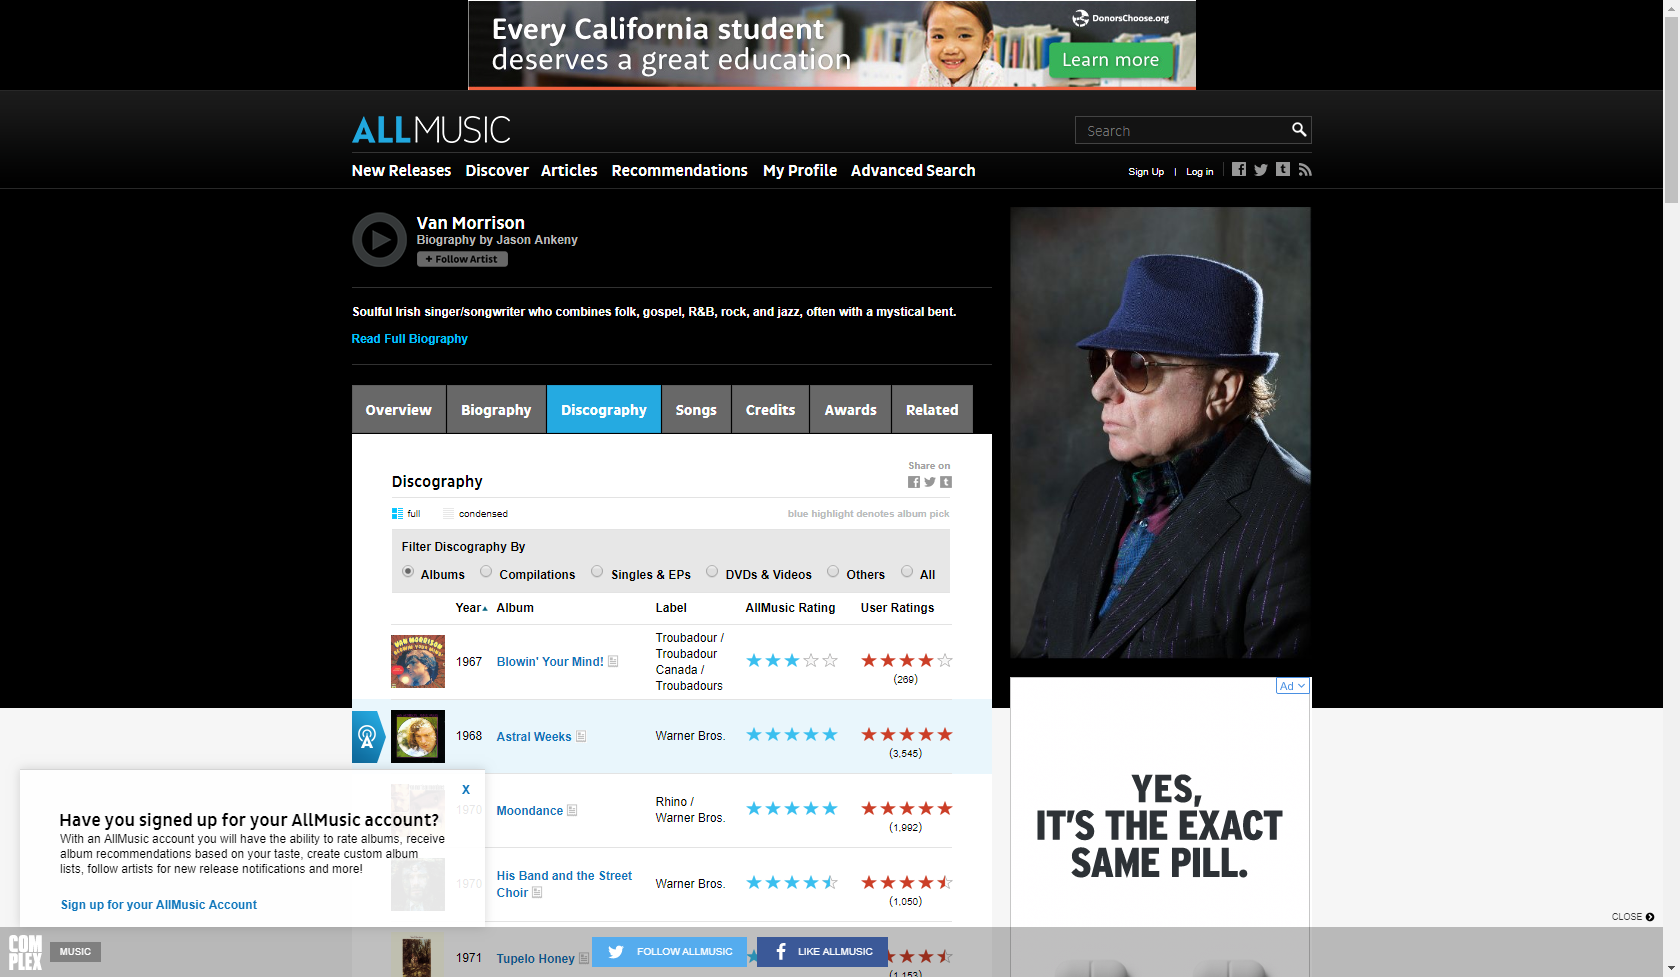 Every California student
deserves a great education
DonorsChoose.org
Learn more
ALLMUSIC
Search
New Releases Discover Articles Recommendations My Profile Advanced Search
Sign Up | Log in
Van Morrison
Biography by Jason Ankeny
+ Follow Artist
Soulful Irish singer/songwriter who combines folk, gospel, R&B, rock, and jazz, often with a mystical bent.
Read Full Biography
Overview Biography Discography Songs Credits Awards Related
Share on
Discography
full condensed blue highlight denotes album pick
Filter Discography By
Albums Compilations Singles & EPs DVDs & Videos Others All
Year Album Label AllMusic Rating User Ratings
VAN MORRISON
BLOWIN' YOUR MIND!
1967 Blowin' Your Mind! Troubadour / Troubadour Canada / Troubadours (269)
1968 Astral Weeks Warner Bros. (3,545)
1970 Moondance Rhino / Warner Bros. (1,992)
1970 His Band and the Street Choir Warner Bros. (1,050)
1971 Tupelo Honey (1,153)
X
Have you signed up for your AllMusic account?
With an AllMusic account you will have the ability to rate albums, receive
album recommendations based on your taste, create custom album
lists, follow artists for new release notifications and more!
Sign up for your AllMusic Account
Ad
YES,
IT'S THE EXACT
SAME PILL.
CLOSE
COMPLEX
MUSIC
FOLLOW ALLMUSIC
LIKE ALLMUSIC